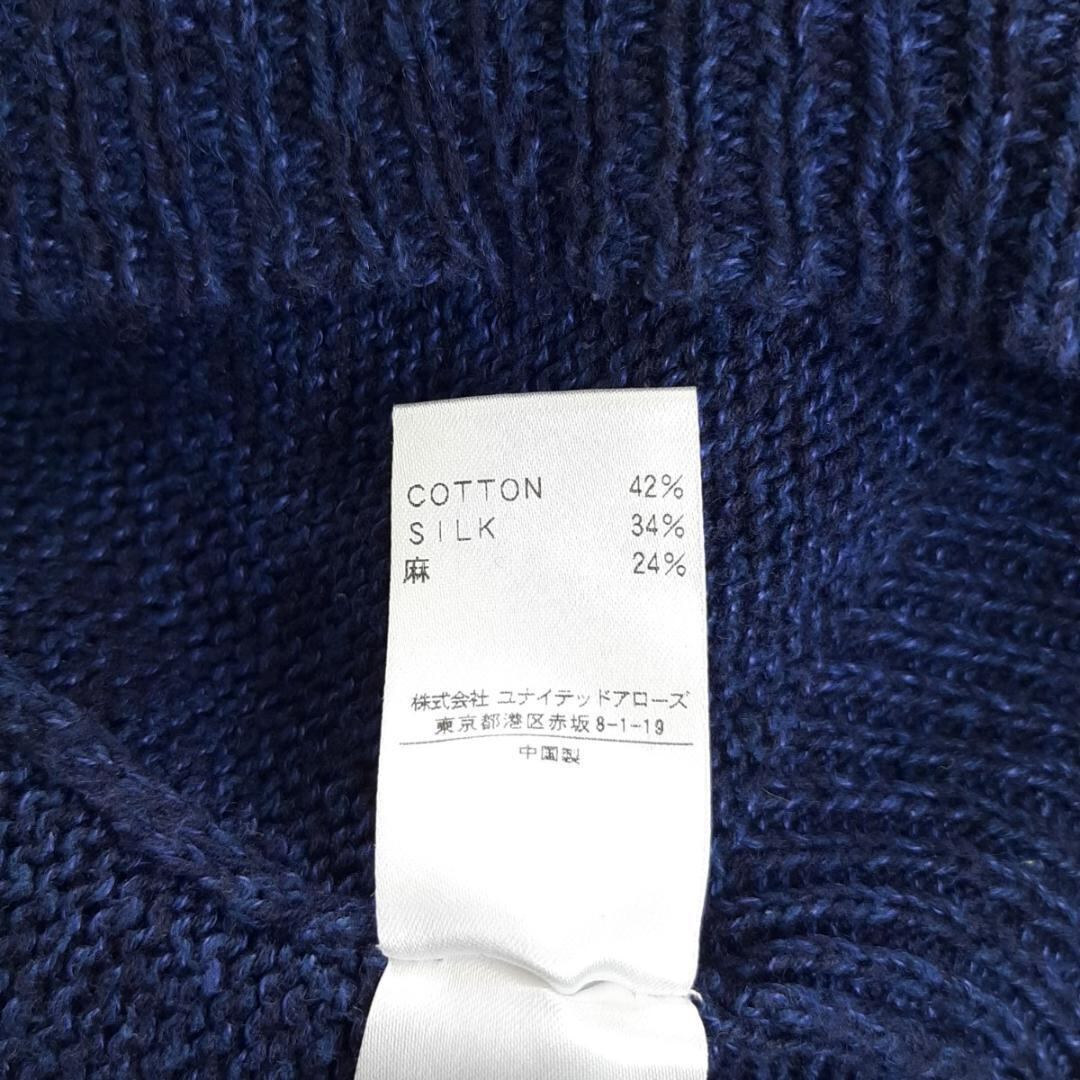 COTTON 42%
SILK 34%
麻 24%
株式会社 ユナイテッドアローズ
東京都港区赤坂8-1-19
中国製